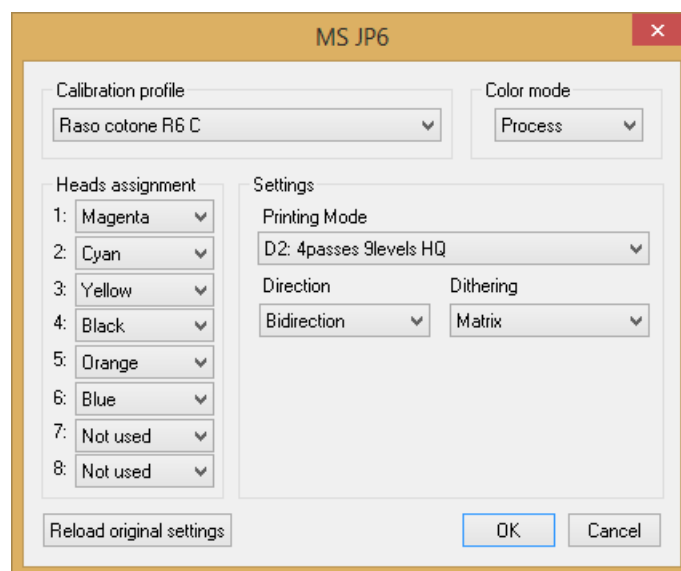 MS JP6
Calibration profile
Raso cotone R6 C
Color mode
Process
Heads assignment
1: Magenta
2: Cyan
3: Yellow
4: Black
5: Orange
6: Blue
7: Not used
8: Not used
Settings
Printing Mode
D2: 4passes 9levels HQ
Direction
Bidirection
Dithering
Matrix
Reload original settings
OK
Cancel